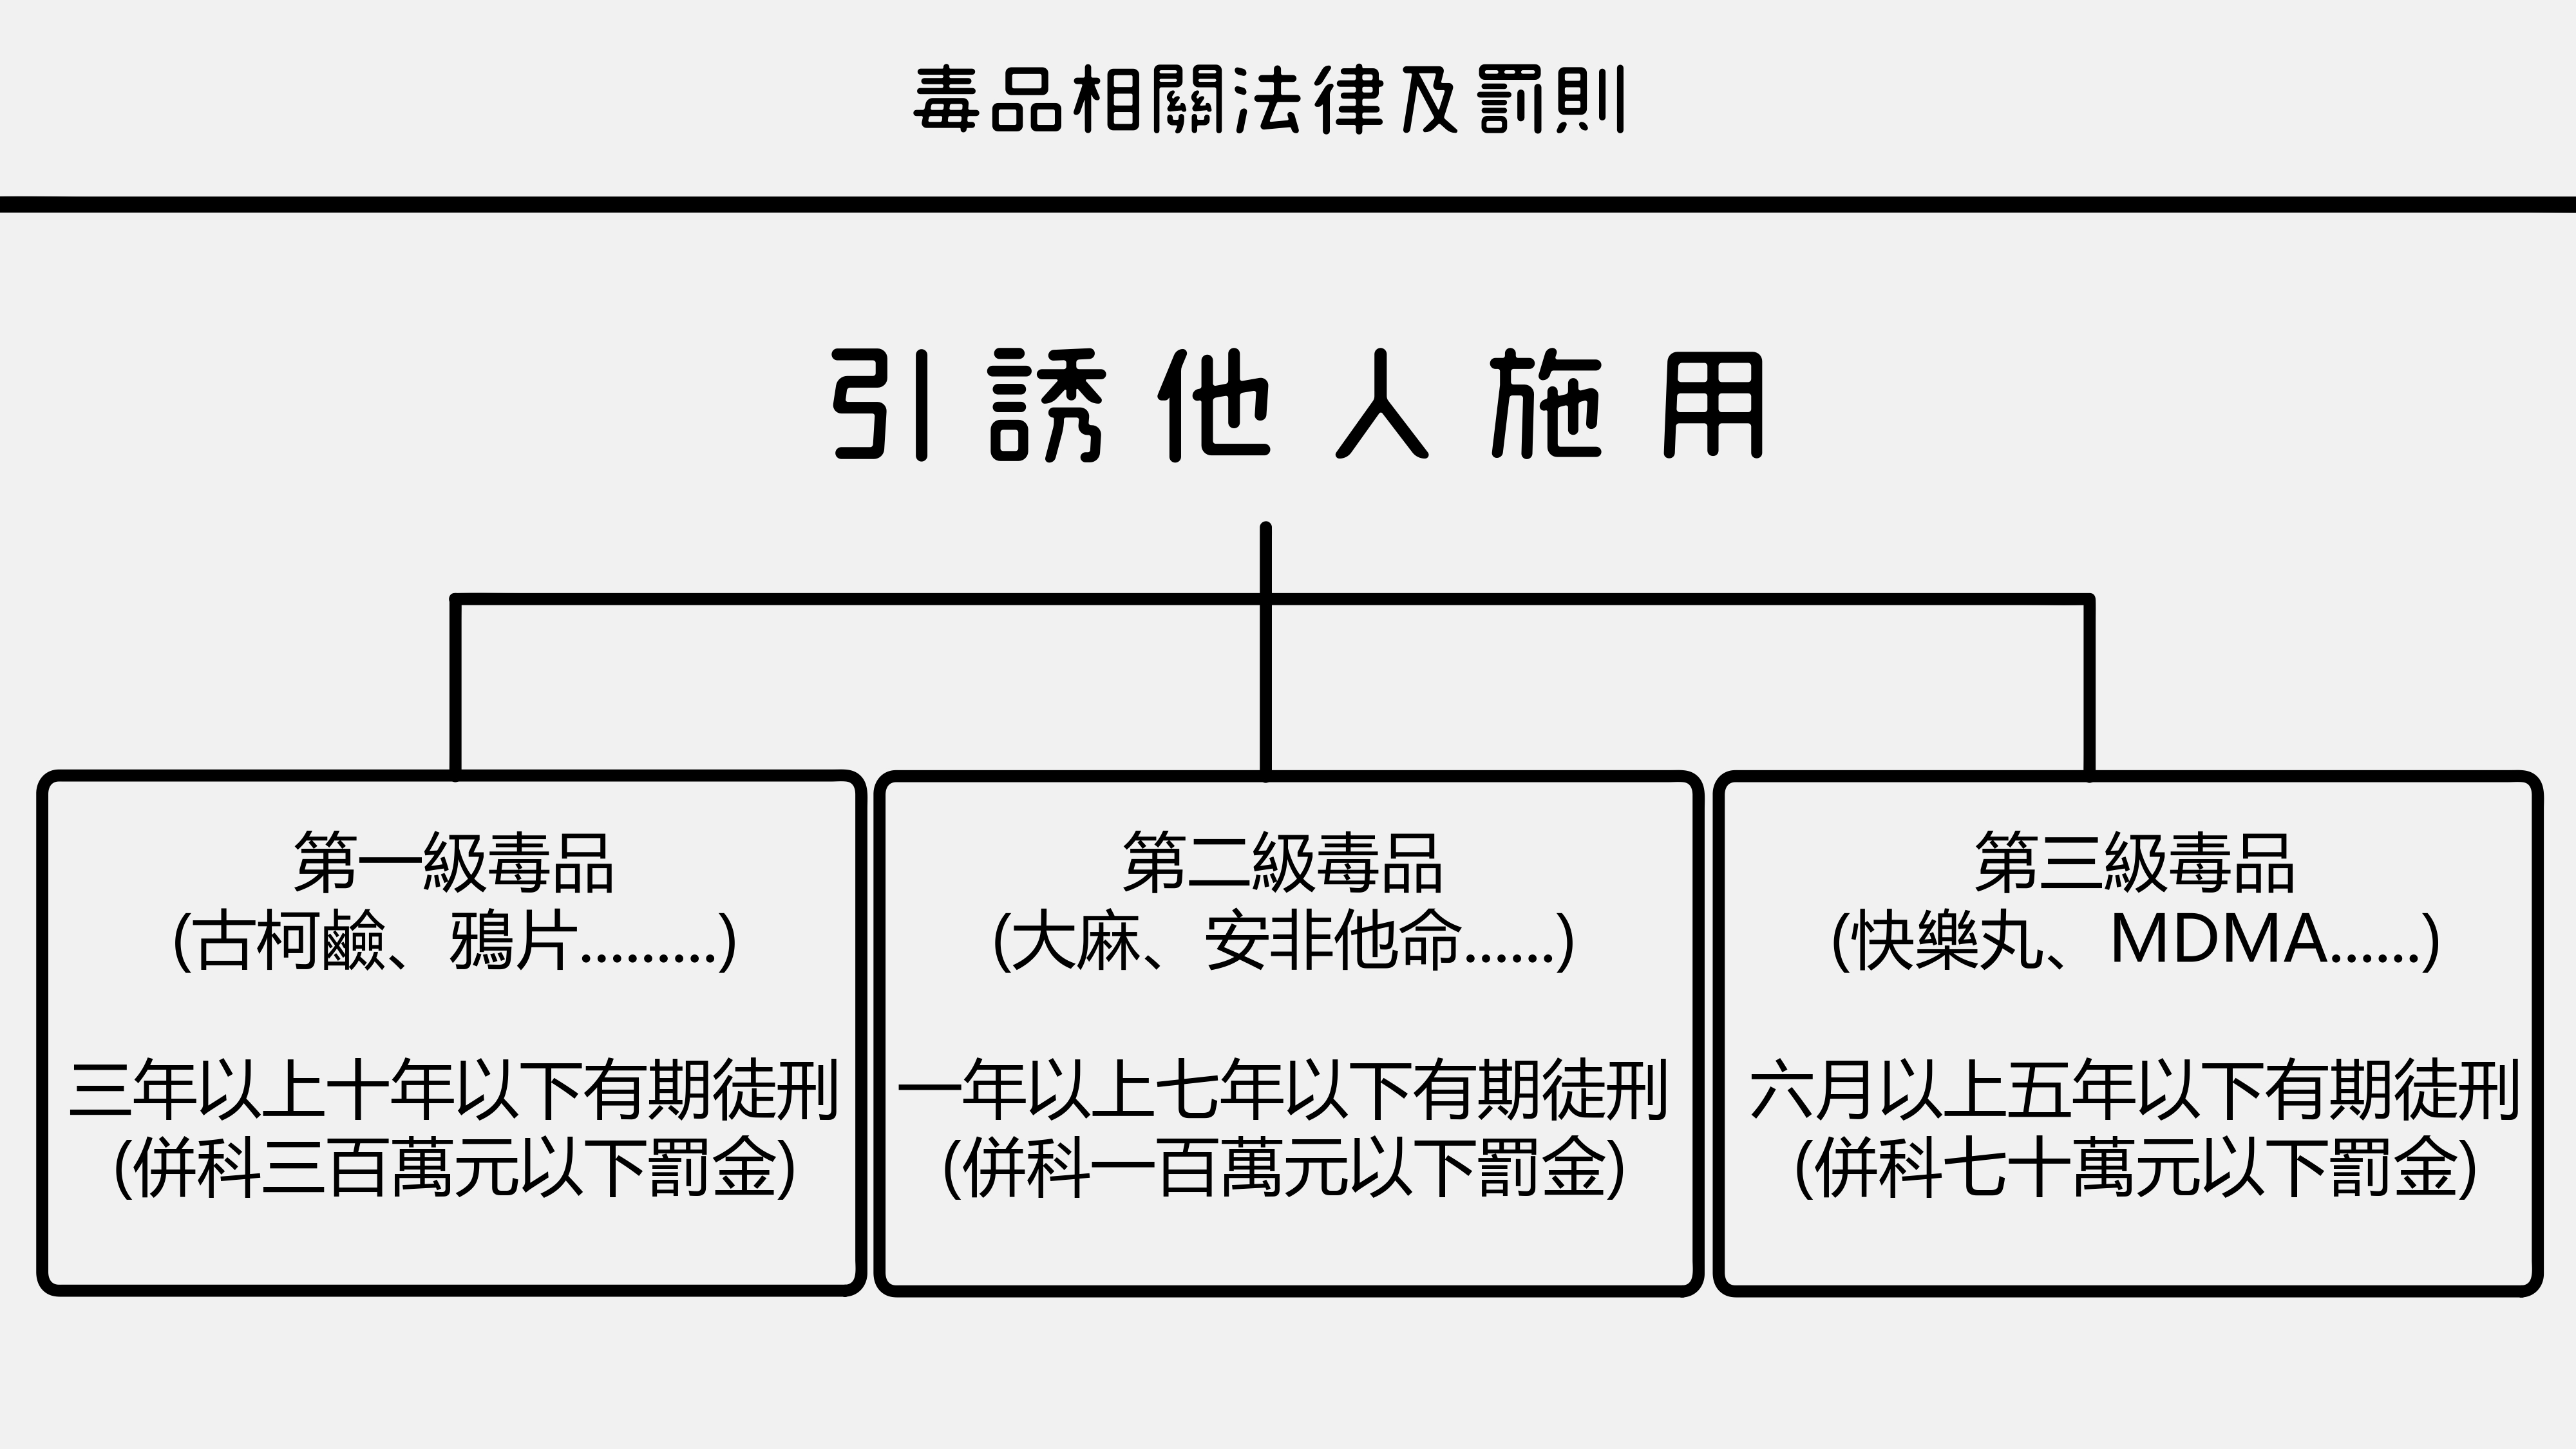 毒品相關法律及罰則
引誘他人施用
第一級毒品
(古柯鹼、鴉片.........)
三年以上十年以下有期徒刑
(併科三百萬元以下罰金)
第二級毒品
(大麻、安非他命......)
一年以上七年以下有期徒刑
(併科一百萬元以下罰金)
第三級毒品
(快樂丸、MDMA......)
六月以上五年以下有期徒刑
(併科七十萬元以下罰金)